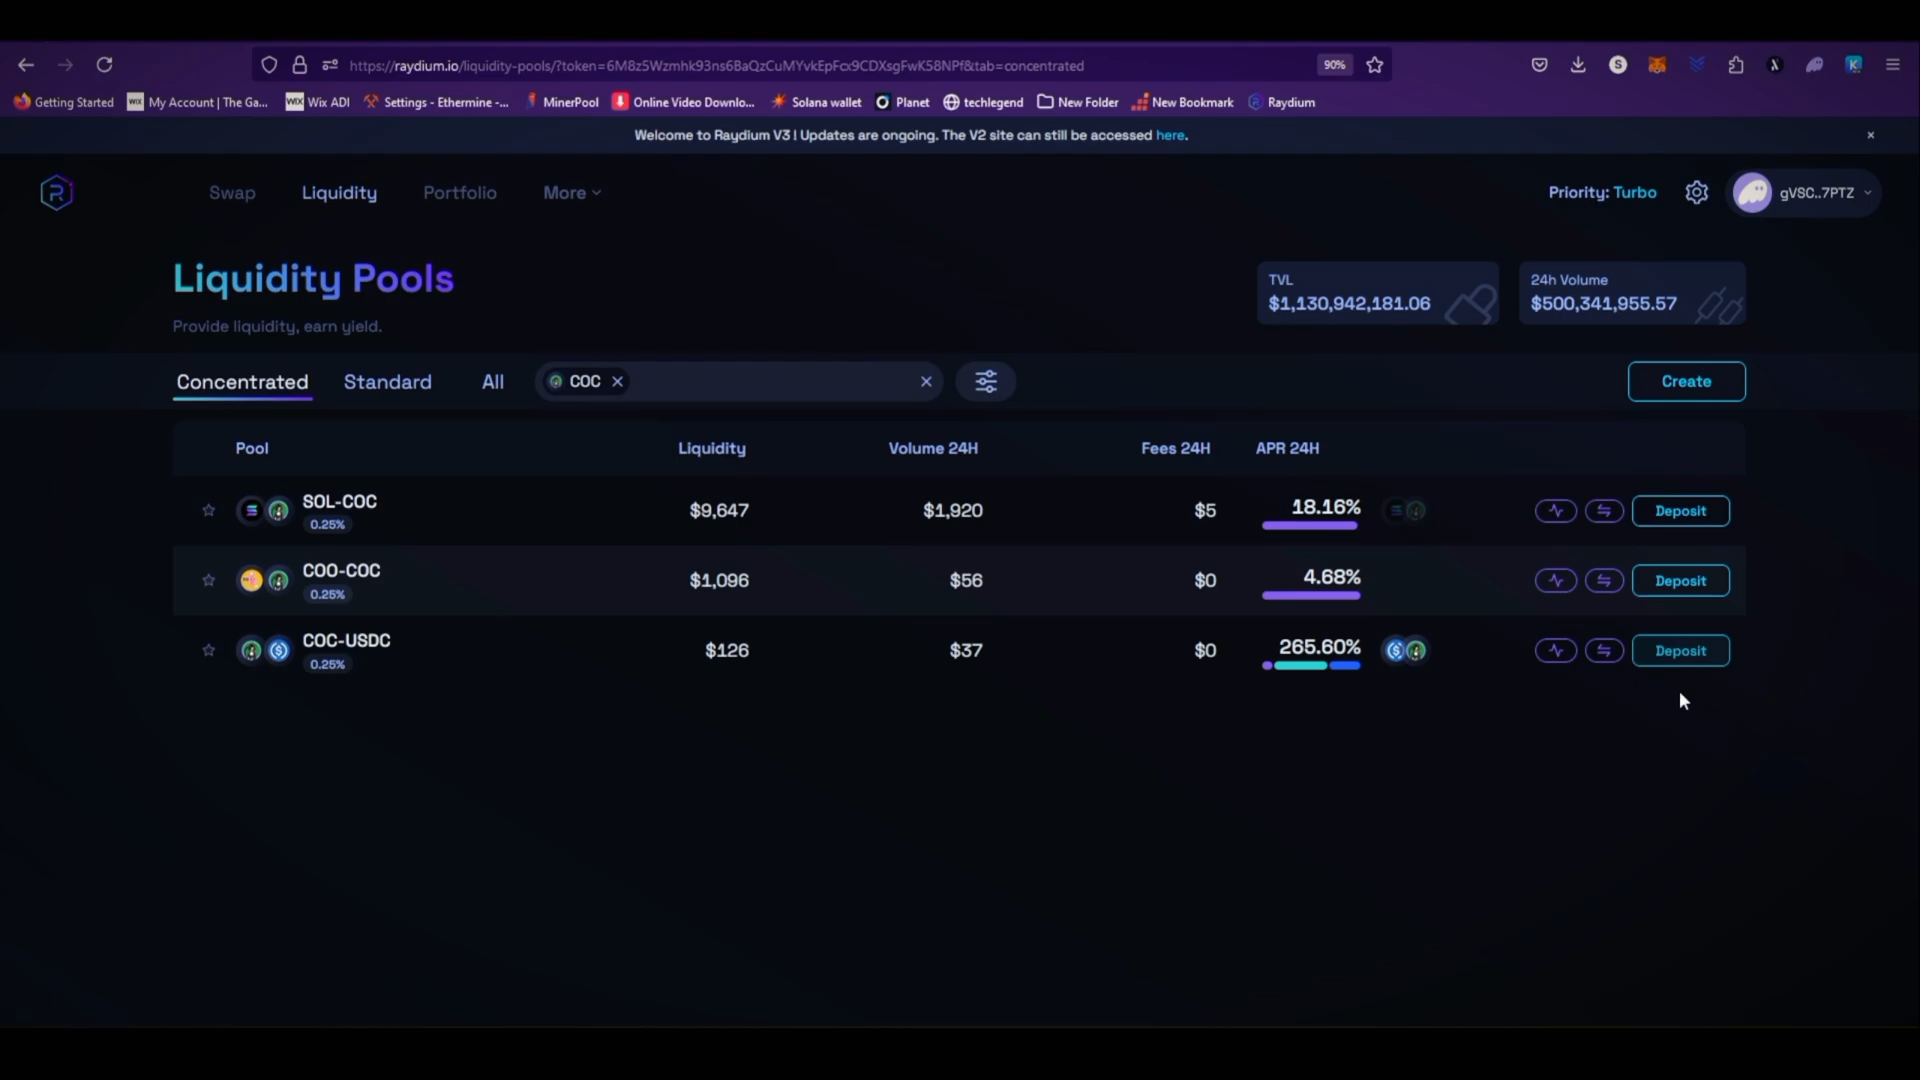 https://raydium.io/liquidity-pools/?token=6M8z5Wzmhk93ns6BaQzCuMYvkEpFcx9CDXsgFwK58NPf&tab=concentrated
90%
S
K
Getting Started
WIX My Account | The Ga...
WIX Wix ADI
Settings - Ethermine -...
MinerPool
Online Video Downlo...
Solana wallet
Planet
techlegend
New Folder
New Bookmark
Raydium
Welcome to Raydium V3 | Updates are ongoing. The V2 site can still be accessed here.
Swap
Liquidity
Portfolio
More
Priority: Turbo
gVSC..7PTZ
Liquidity Pools
Provide liquidity, earn yield.
TVL
$1,130,942,181.06
24h Volume
$500,341,955.57
Concentrated
Standard
All
COC
Create
Pool Liquidity Volume 24H Fees 24H APR 24H
SOL-COC
0.25%
$9,647 $1,920 $5 18.16% Deposit
COO-COC
0.25%
$1,096 $56 $0 4.68% Deposit
COC-USDC
0.25%
$126 $37 $0 265.60% Deposit